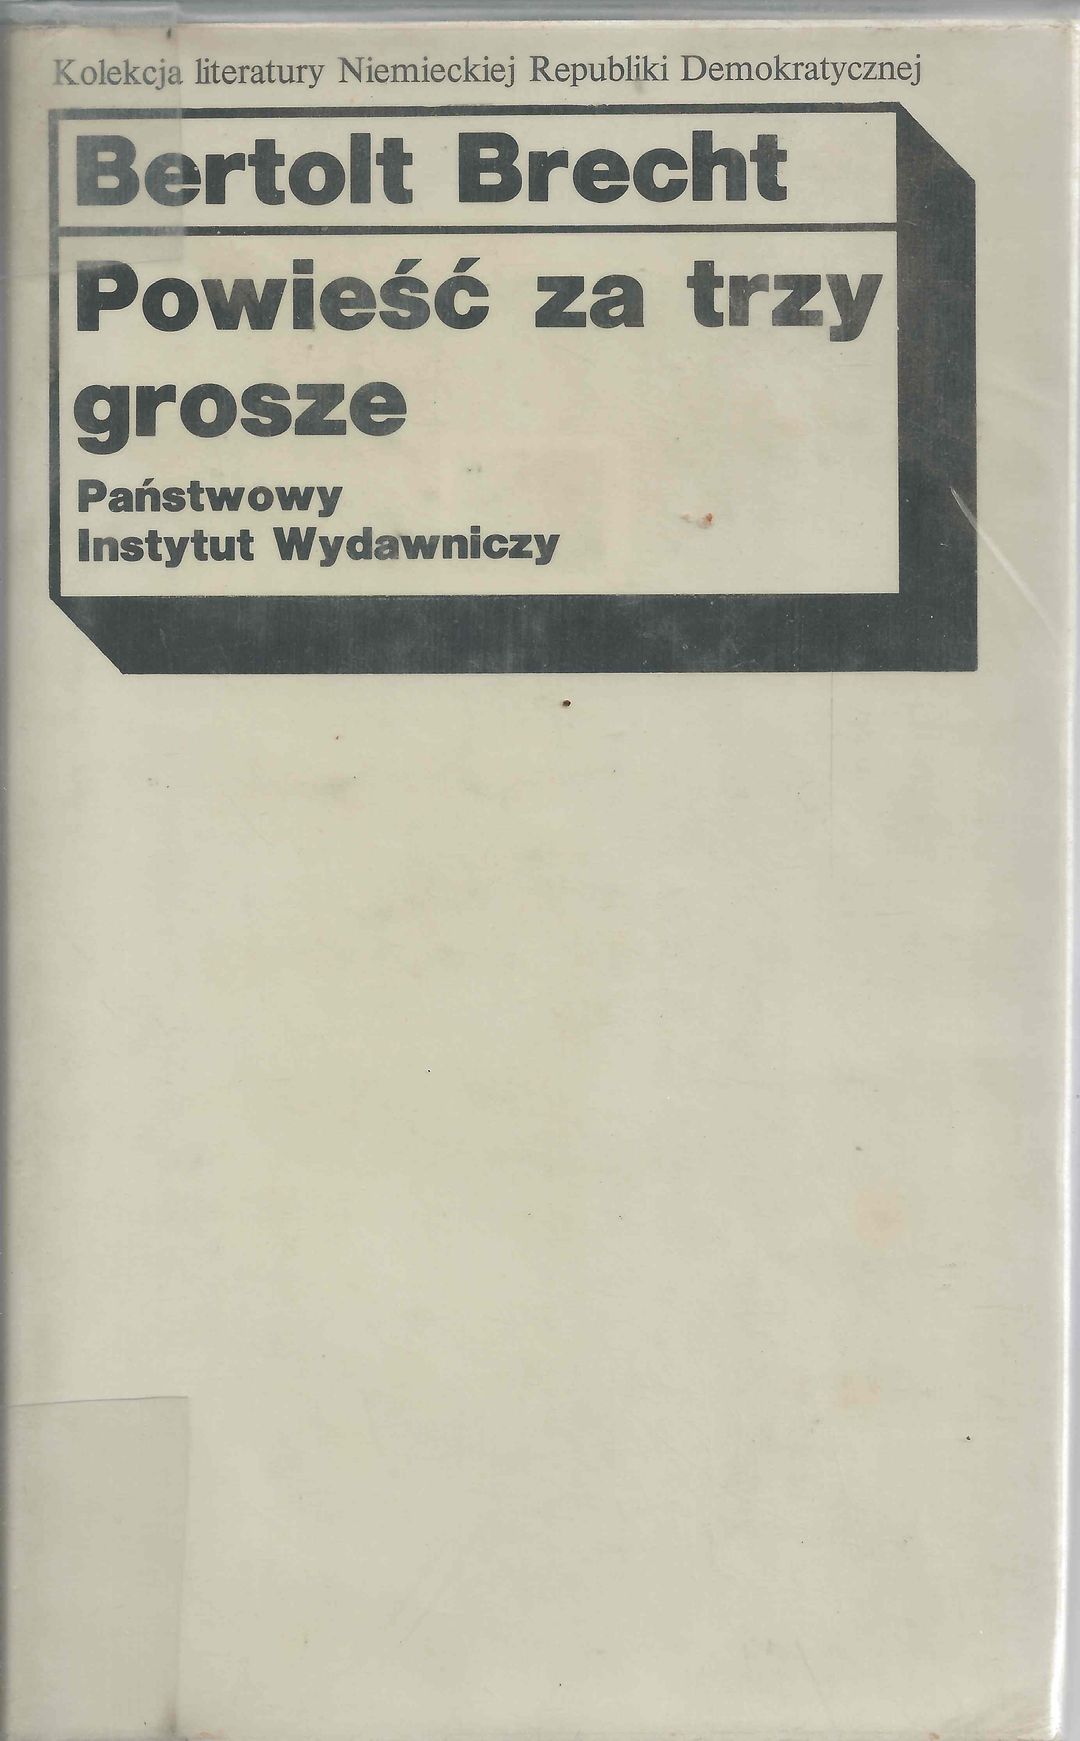 Kolekcja literatury Niemieckiej Republiki Demokratycznej
Bertolt Brecht
Powieść za trzy
grosze
Państwowy
Instytut Wydawniczy